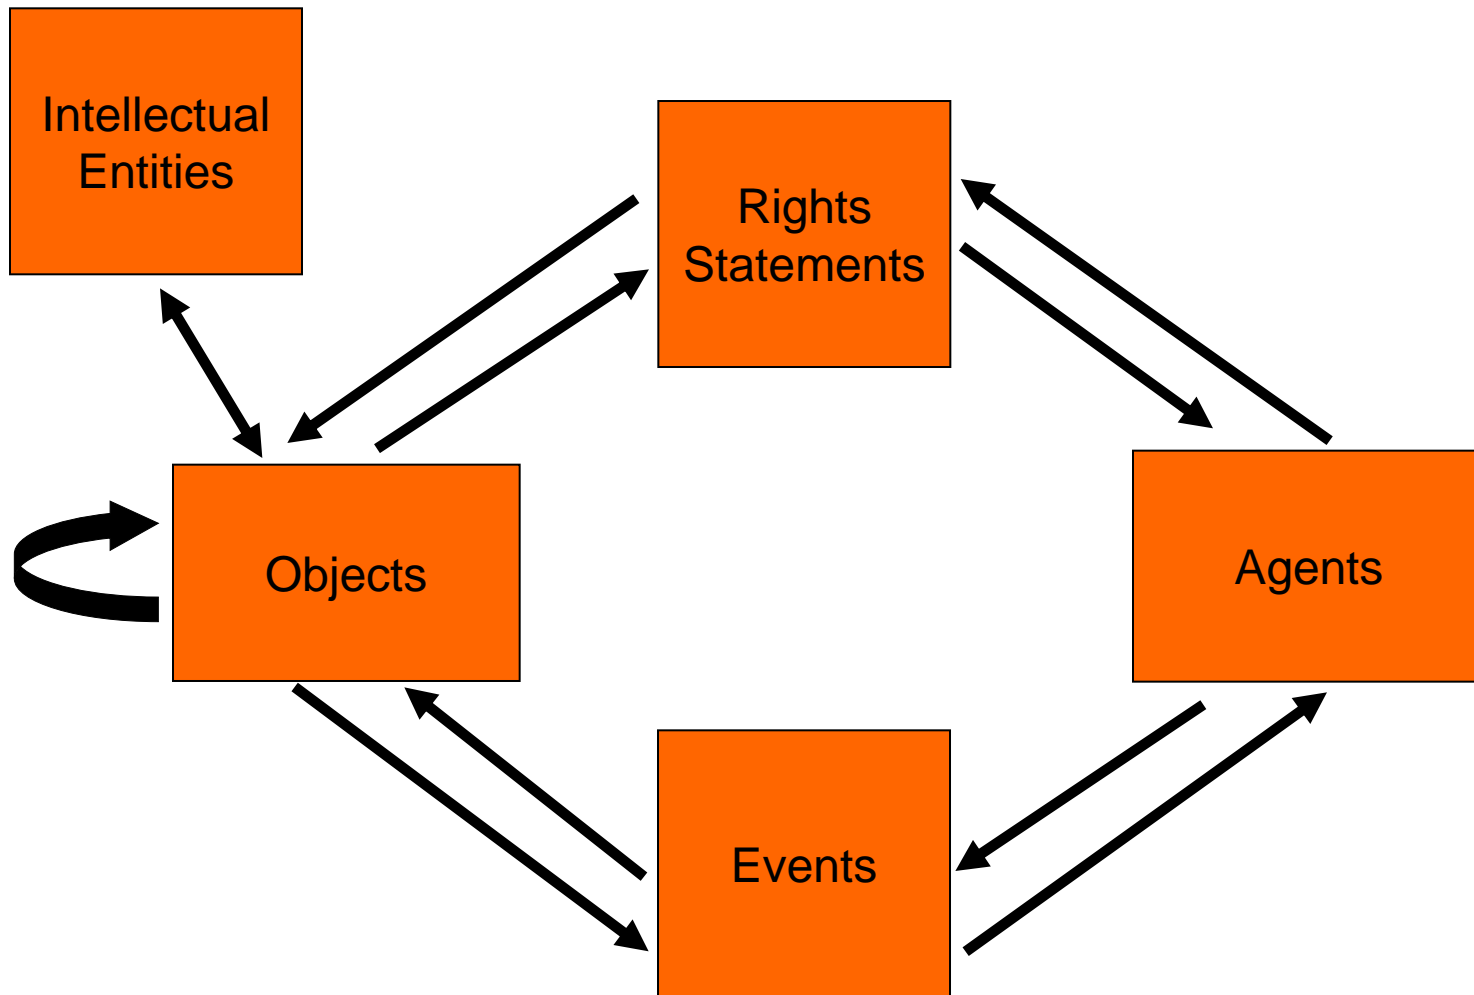 Intellectual
Entities
Rights
Statements
Objects
Agents
Events